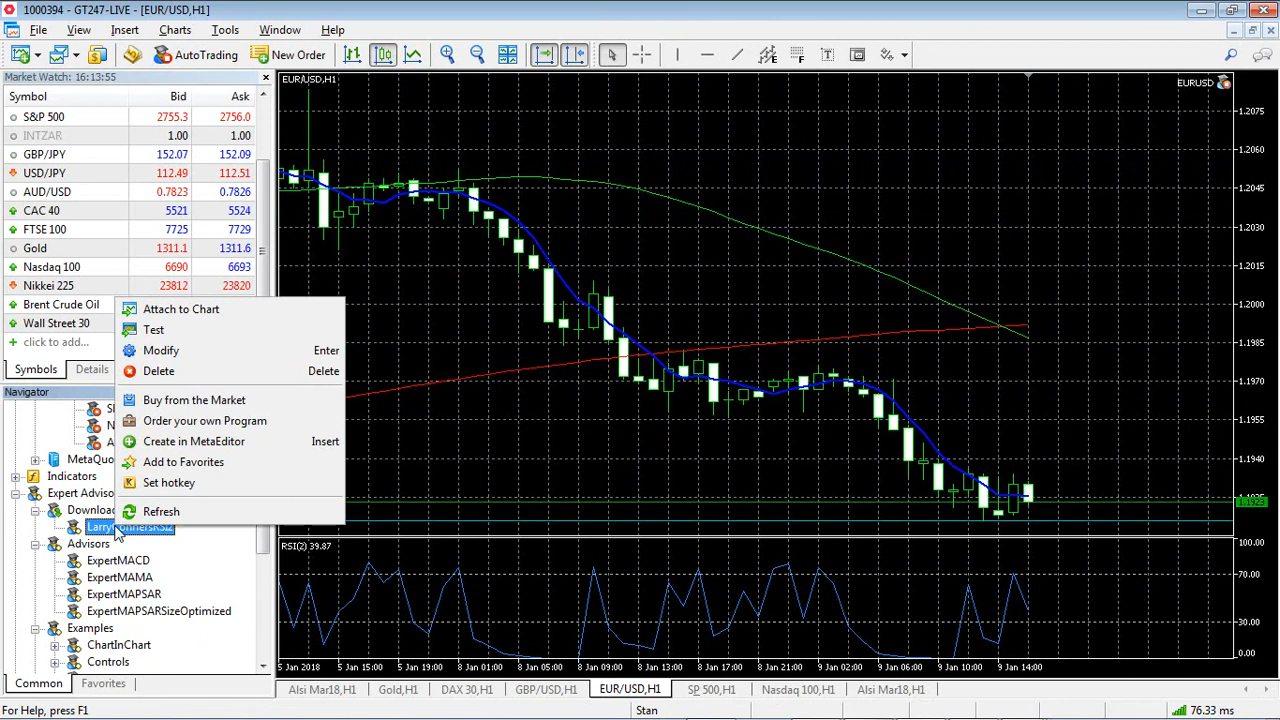 1000394 - GT247-LIVE - [EUR/USD,H1]
File View Insert Charts Tools Window Help
AutoTrading New Order
Market Watch: 16:13:55
Symbol Bid Ask
S&P 500 2755.3 2756.0
INTZAR 1.00 1.00
GBP/JPY 152.07 152.09
USD/JPY 112.49 112.51
AUD/USD 0.7823 0.7826
CAC 40 5521 5524
FTSE 100 7725 7729
Gold 1311.1 1311.6
Nasdaq 100 6690 6693
Nikkei 225 23812 23820
Brent Crude Oil
Wall Street 30
click to add...
Symbols Details
Navigator
MetaQuo
Indicators
Expert Adviso
Downloa
Advisors
ExpertMACD
ExpertMAMA
ExpertMAPSAR
ExpertMAPSARSizeOptimized
Examples
ChartInChart
Controls
Common Favorites
Attach to Chart
Test
Modify Enter
Delete Delete
Buy from the Market
Order your own Program
Create in MetaEditor Insert
Add to Favorites
Set hotkey
Refresh
EUR/USD,H1
EURUSD
1.2075
1.2060
1.2045
1.2030
1.2015
1.2000
1.1985
1.1970
1.1955
1.1940
1.1923
RSI(2) 39.87
100.00
70.00
30.00
0.00
5 Jan 2018 5 Jan 15:00 5 Jan 19:00 8 Jan 01:00 8 Jan 05:00 8 Jan 09:00 8 Jan 13:00 8 Jan 17:00 8 Jan 21:00 9 Jan 02:00 9 Jan 06:00 9 Jan 10:00 9 Jan 14:00
Alsi Mar18,H1 Gold,H1 DAX 30,H1 GBP/USD,H1 EUR/USD,H1 SP 500,H1 Nasdaq 100,H1 Alsi Mar18,H1
For Help, press F1 Stan 76.33 ms